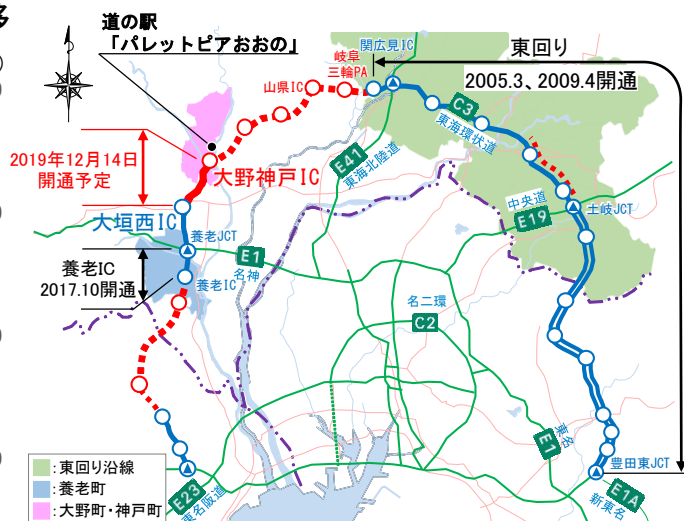 多
道の駅
「パレットピアおおの」
関広見IC
東回り
2005.3、2009.4開通
岐阜
三輪PA
山県IC
C3
東海環状道
E41
東海北陸道
2019年12月14日
開通予定
大野神戸IC
中央道
E19
土岐JCT
大垣西IC
養老JCT
E1
名神
養老IC
2017.10開通
養老IC
名二環
C2
E1
東名
豊田東JCT
E1A
新東名
E23
東名阪道
:東回り沿線
:養老町
:大野町・神戸町